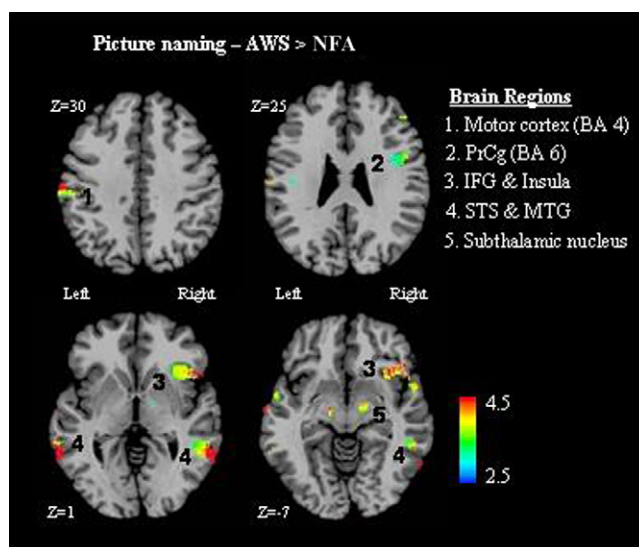 Picture naming – AWS > NFA
Z=30
Z=25
Brain Regions
1. Motor cortex (BA 4)
2. PrCg (BA 6)
3. IFG & Insula
4. STS & MTG
5. Subthalamic nucleus
1
2
Left
Right
Left
Right
3
3
5
4
4
4
4.5
2.5
Z=1
Z=-7